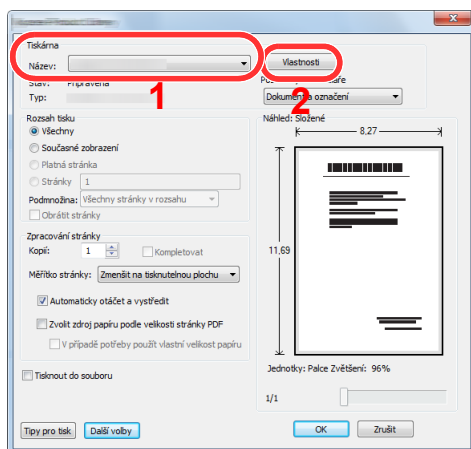 Tiskárna
Název:
Vlastnosti
1
2
Stav: Připravena
Typ:
Dokument a označení
Rozsah tisku
Všechny
Současné zobrazení
Platná stránka
Stránky 1
Podmnožina: Všechny stránky v rozsahu
Obrátit stránky
Zpracování stránky
Kopií: 1 Kompletovat
Měřítko stránky: Zmenšit na tisknutelnou plochu
Automaticky otáčet a vystředit
Zvolit zdroj papíru podle velikosti stránky PDF
V případě potřeby použít vlastní velikost papíru
Tisknout do souboru
Náhled: Složené
8,27
11,69
Jednotky: Palce Zvětšení: 96%
1/1
Tipy pro tisk
Další volby
OK
Zrušit